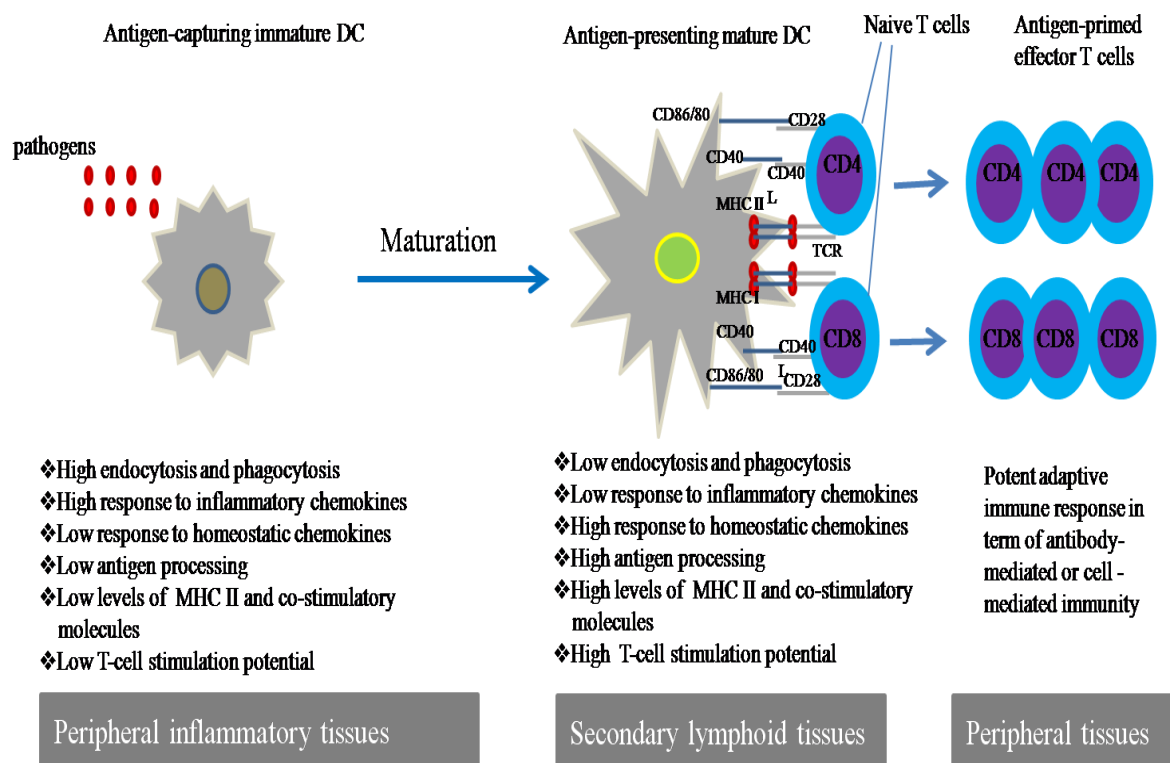 Antigen-capturing immature DC
pathogens
Maturation
Antigen-presenting mature DC
Naive T cells
Antigen-primed
effector T cells
CD86/80
CD28
CD40
CD40
L
MHC II
TCR
CD4
MHC I
CD40
CD40
L
CD86/80
CD28
CD8
CD4
CD4
CD4
CD8
CD8
CD8
❖High endocytosis and phagocytosis
❖High response to inflammatory chemokines
❖Low response to homeostatic chemokines
❖Low antigen processing
❖Low levels of MHC II and co-stimulatory
molecules
❖Low T-cell stimulation potential
❖Low endocytosis and phagocytosis
❖Low response to inflammatory chemokines
❖High response to homeostatic chemokines
❖High antigen processing
❖High levels of MHC II and co-stimulatory
molecules
❖High T-cell stimulation potential
Potent adaptive
immune response in
term of antibody-
mediated or cell -
mediated immunity
Peripheral inflammatory tissues
Secondary lymphoid tissues
Peripheral tissues